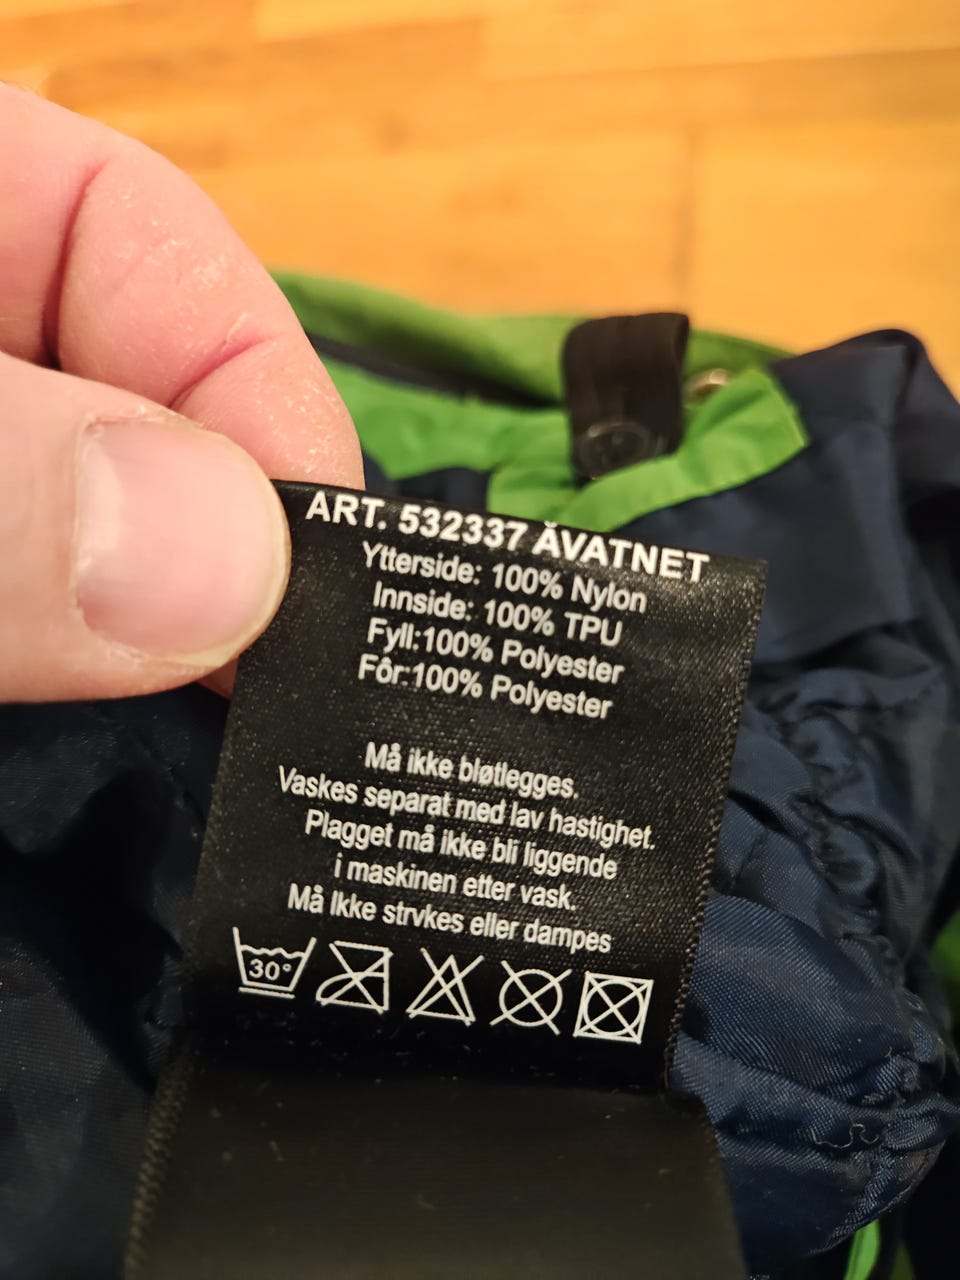 ART. 532337 ÅVATNET
Ytterside: 100% Nylon
Innside: 100% TPU
Fyll:100% Polyester
Fôr:100% Polyester
Må ikke bløtlegges.
Vaskes separat med lav hastighet.
Plagget må ikke bli liggende
i maskinen etter vask.
Må Ikke strvkes eller dampes
30°